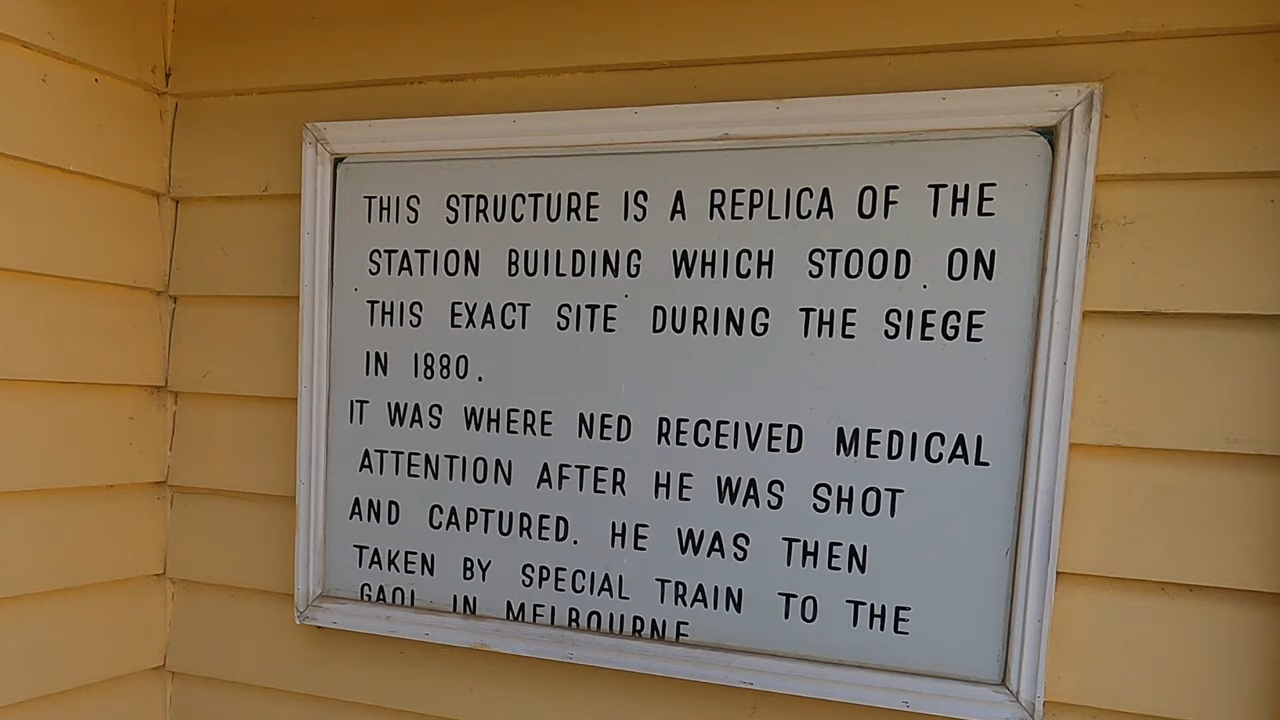 THIS STRUCTURE IS A REPLICA OF THE
STATION BUILDING WHICH STOOD ON
THIS EXACT SITE DURING THE SIEGE
IN 1880.
IT WAS WHERE NED RECEIVED MEDICAL
ATTENTION AFTER HE WAS SHOT
AND CAPTURED. HE WAS THEN
TAKEN BY SPECIAL TRAIN TO THE
GAOL IN MELBOURNE